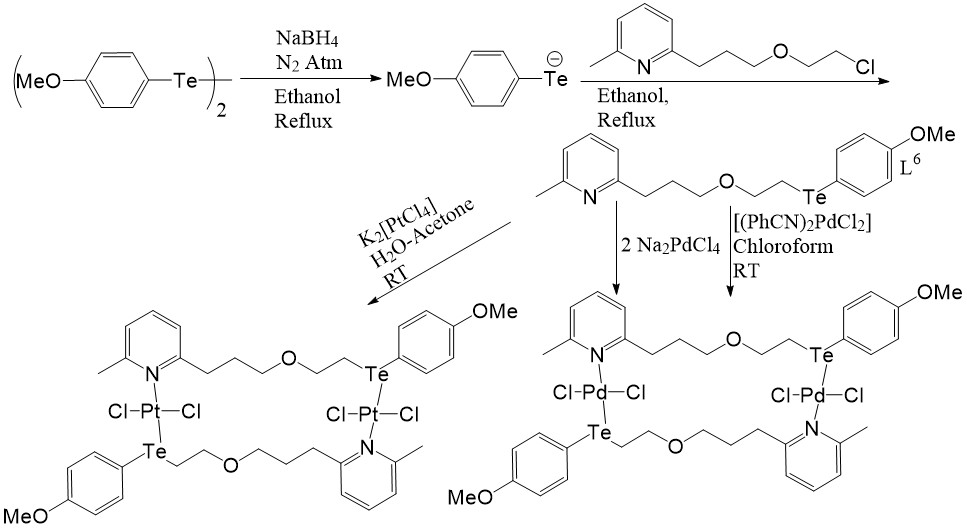 (MeO Te)2
NaBH4
N2 Atm
Ethanol
Reflux
MeO Te ⊖
N O Cl
Ethanol,
Reflux
N O Te OMe
L6
K2[PtCl4]
H2O-Acetone
RT
2 Na2PdCl4
[(PhCN)2PdCl2]
Chloroform
RT
N O Te OMe
Cl-Pt-Cl Cl-Pt-Cl
Te O N
MeO
N O Te OMe
Cl-Pd-Cl Cl-Pd-Cl
Te O N
MeO